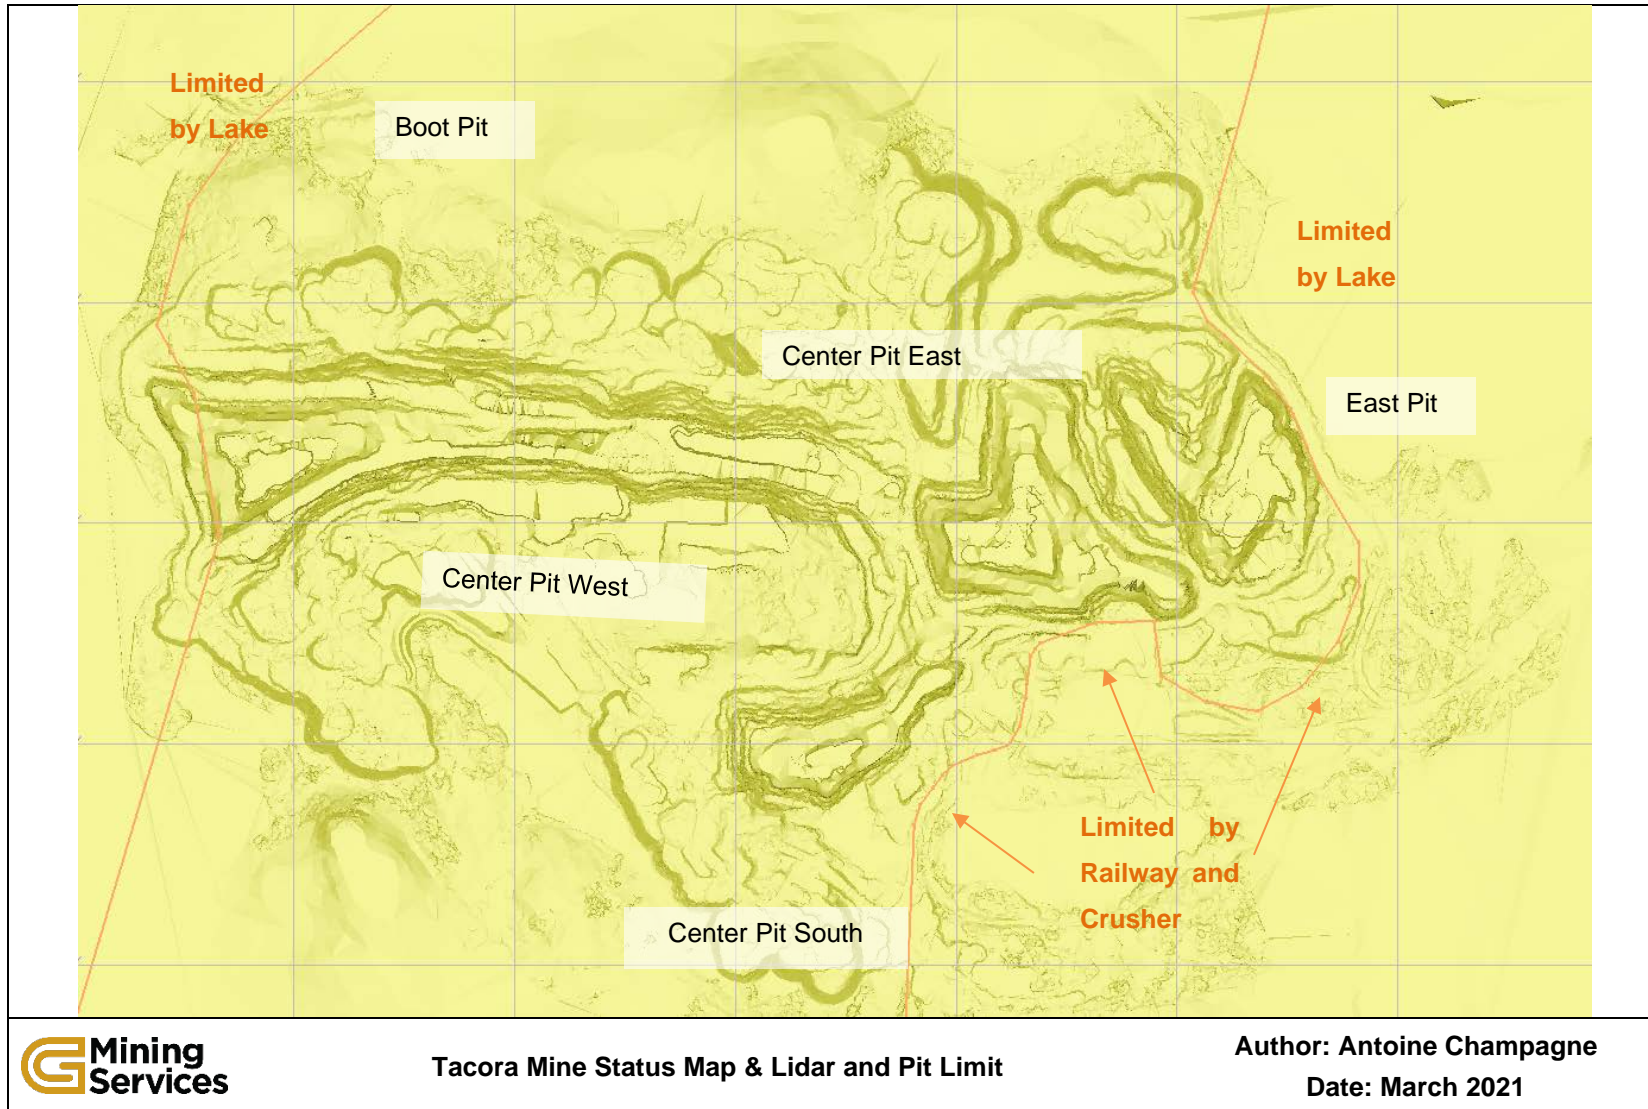 Limited
by Lake
Boot Pit
Limited
by Lake
Center Pit East
East Pit
Center Pit West
Limited by
Railway and
Crusher
Center Pit South
G Mining
Services
Tacora Mine Status Map & Lidar and Pit Limit
Author: Antoine Champagne
Date: March 2021